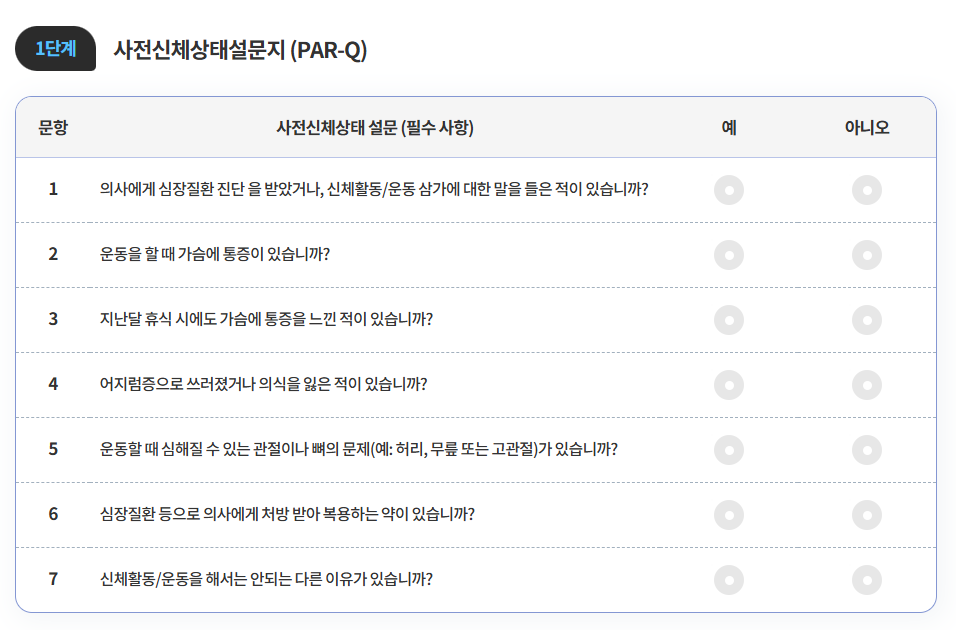 1단계 사전신체상태설문지 (PAR-Q)
문항 사전신체상태 설문 (필수 사항) 예 아니오
1 의사에게 심장질환 진단 을 받았거나, 신체활동/운동 삼가에 대한 말을 들은 적이 있습니까?
2 운동을 할 때 가슴에 통증이 있습니까?
3 지난달 휴식 시에도 가슴에 통증을 느낀 적이 있습니까?
4 어지럼증으로 쓰러졌거나 의식을 잃은 적이 있습니까?
5 운동할 때 심해질 수 있는 관절이나 뼈의 문제(예: 허리, 무릎 또는 고관절)가 있습니까?
6 심장질환 등으로 의사에게 처방 받아 복용하는 약이 있습니까?
7 신체활동/운동을 해서는 안되는 다른 이유가 있습니까?